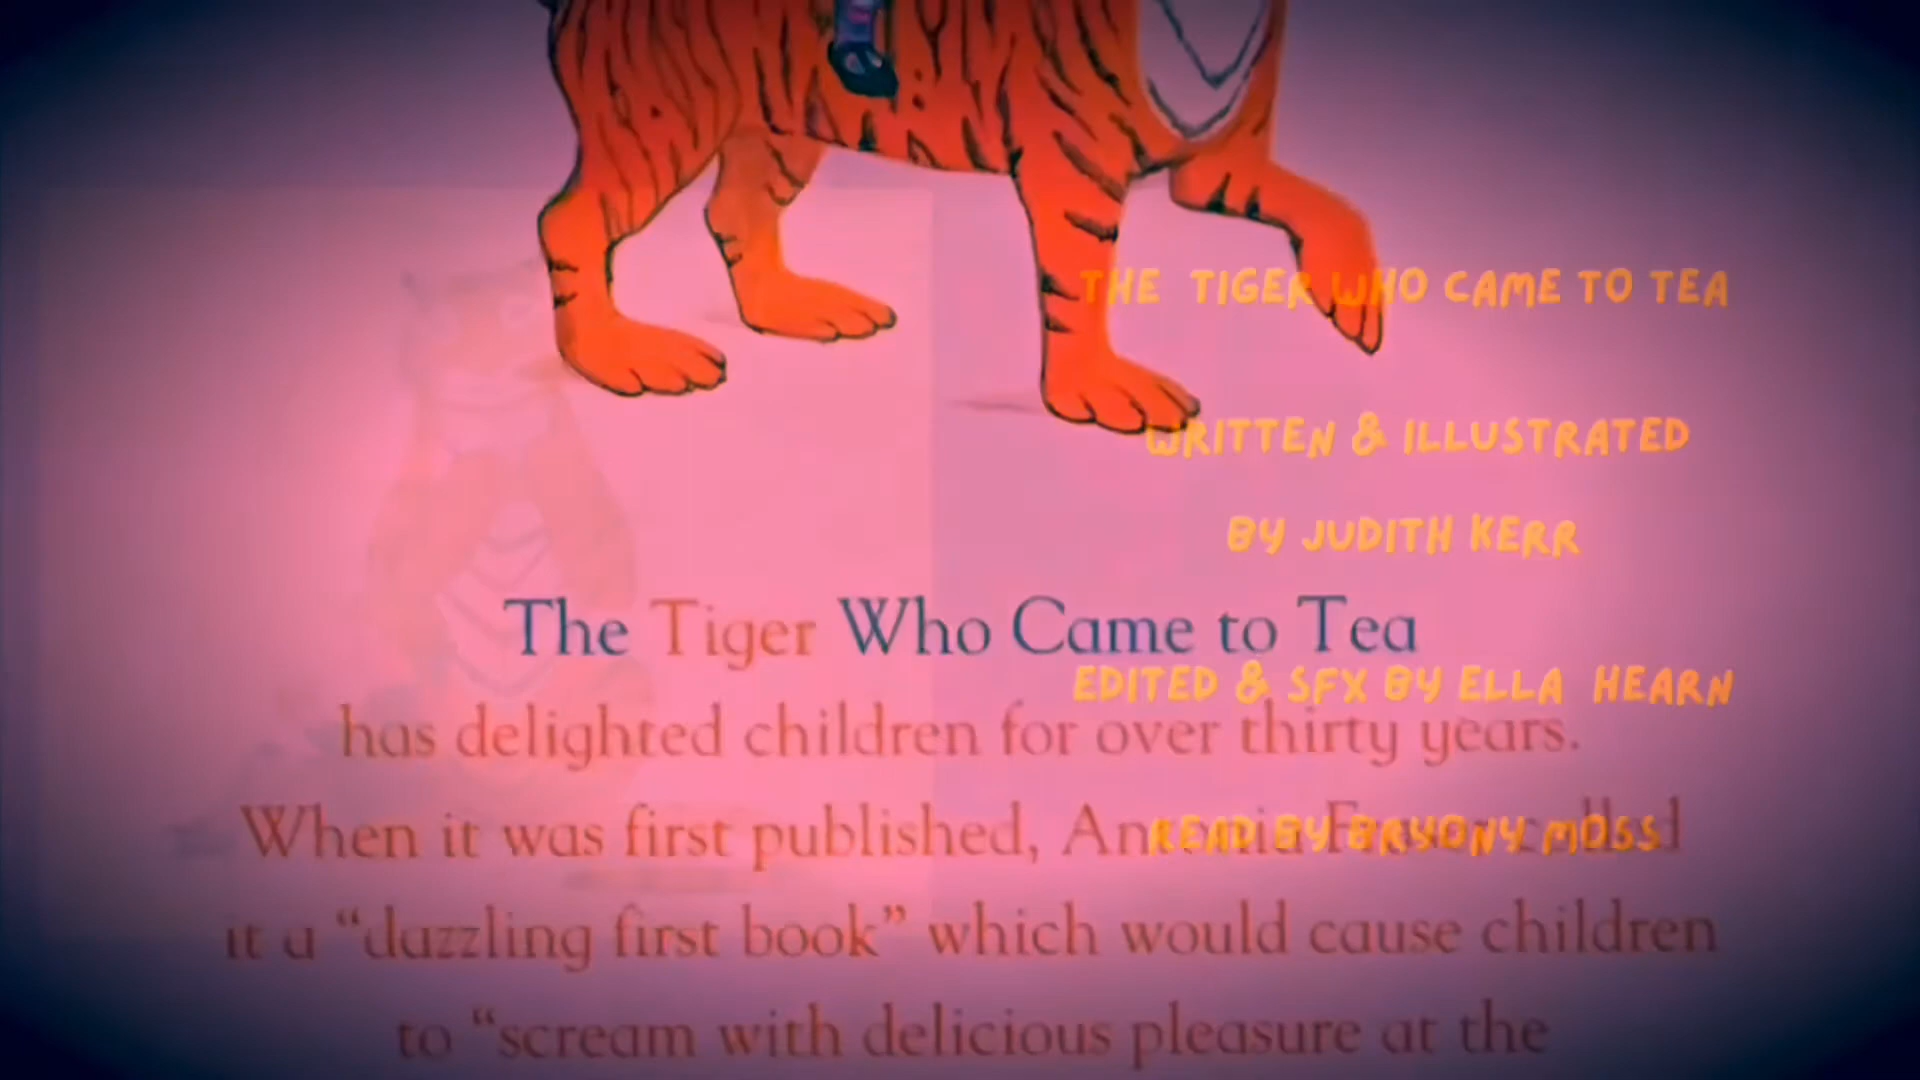 THE TIGER WHO CAME TO TEA
WRITTEN & ILLUSTRATED
BY JUDITH KERR
EDITED & SFX BY ELLA HEARN
READ BY BRYONY MOSS
The Tiger Who Came to Tea
has delighted children for over thirty years.
When it was first published, Antonia
it a “dazzling first book” which would cause children
to “scream with delicious pleasure at the